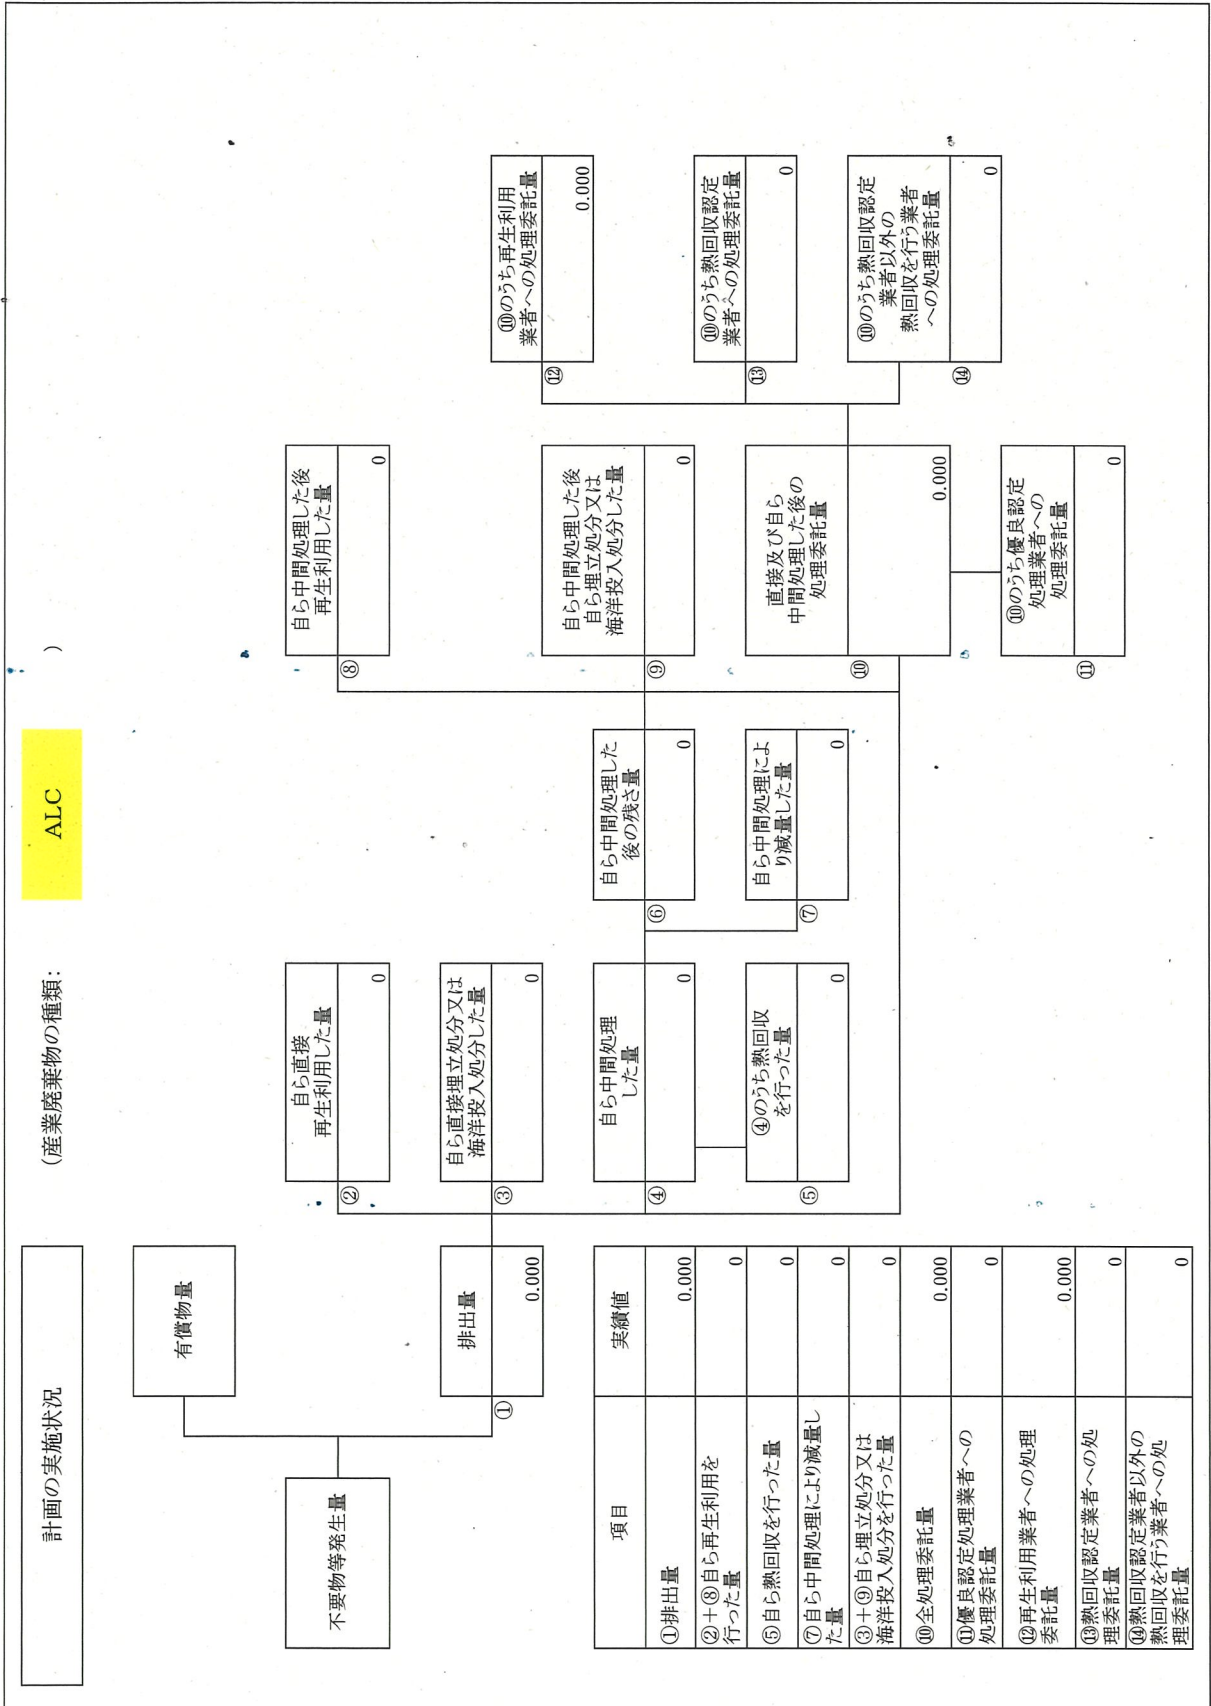 計画の実施状況
(産業廃棄物の種類:
ALC
)
不要物等発生量
有償物量
排出量
①
0.000
自ら直接
再生利用した量
②
0
自ら直接埋立処分又は
海洋投入処分した量
③
0
自ら中間処理
した量
④
0
④のうち熱回収
を行った量
⑤
0
自ら中間処理した
後の残さ量
⑥
0
自ら中間処理によ
り減量した量
⑦
0
自ら中間処理した後
再生利用した量
⑧
0
自ら中間処理した後
自ら埋立処分又は
海洋投入処分した量
⑨
0
直接及び自ら
中間処理した後の
処理委託量
⑩
0.000
⑩のうち優良認定
処理業者への
処理委託量
⑪
0
⑩のうち再生利用
業者への処理委託量
⑫
0.000
⑩のうち熱回収認定
業者への処理委託量
⑬
0
⑩のうち熱回収認定
業者以外の
熱回収を行う業者
への処理委託量
⑭
0
項目
実績値
①排出量
0.000
②+⑧自ら再生利用を
行った量
0
⑤自ら熱回収を行った量
0
⑦自ら中間処理により減量し
た量
0
③+⑨自ら埋立処分又は
海洋投入処分を行った量
0
⑩全処理委託量
0.000
⑪優良認定処理業者への
処理委託量
0
⑫再生利用業者への処理
委託量
0.000
⑬熱回収認定業者への処
理委託量
0
⑭熱回収認定業者以外の
熱回収を行う業者への処
理委託量
0